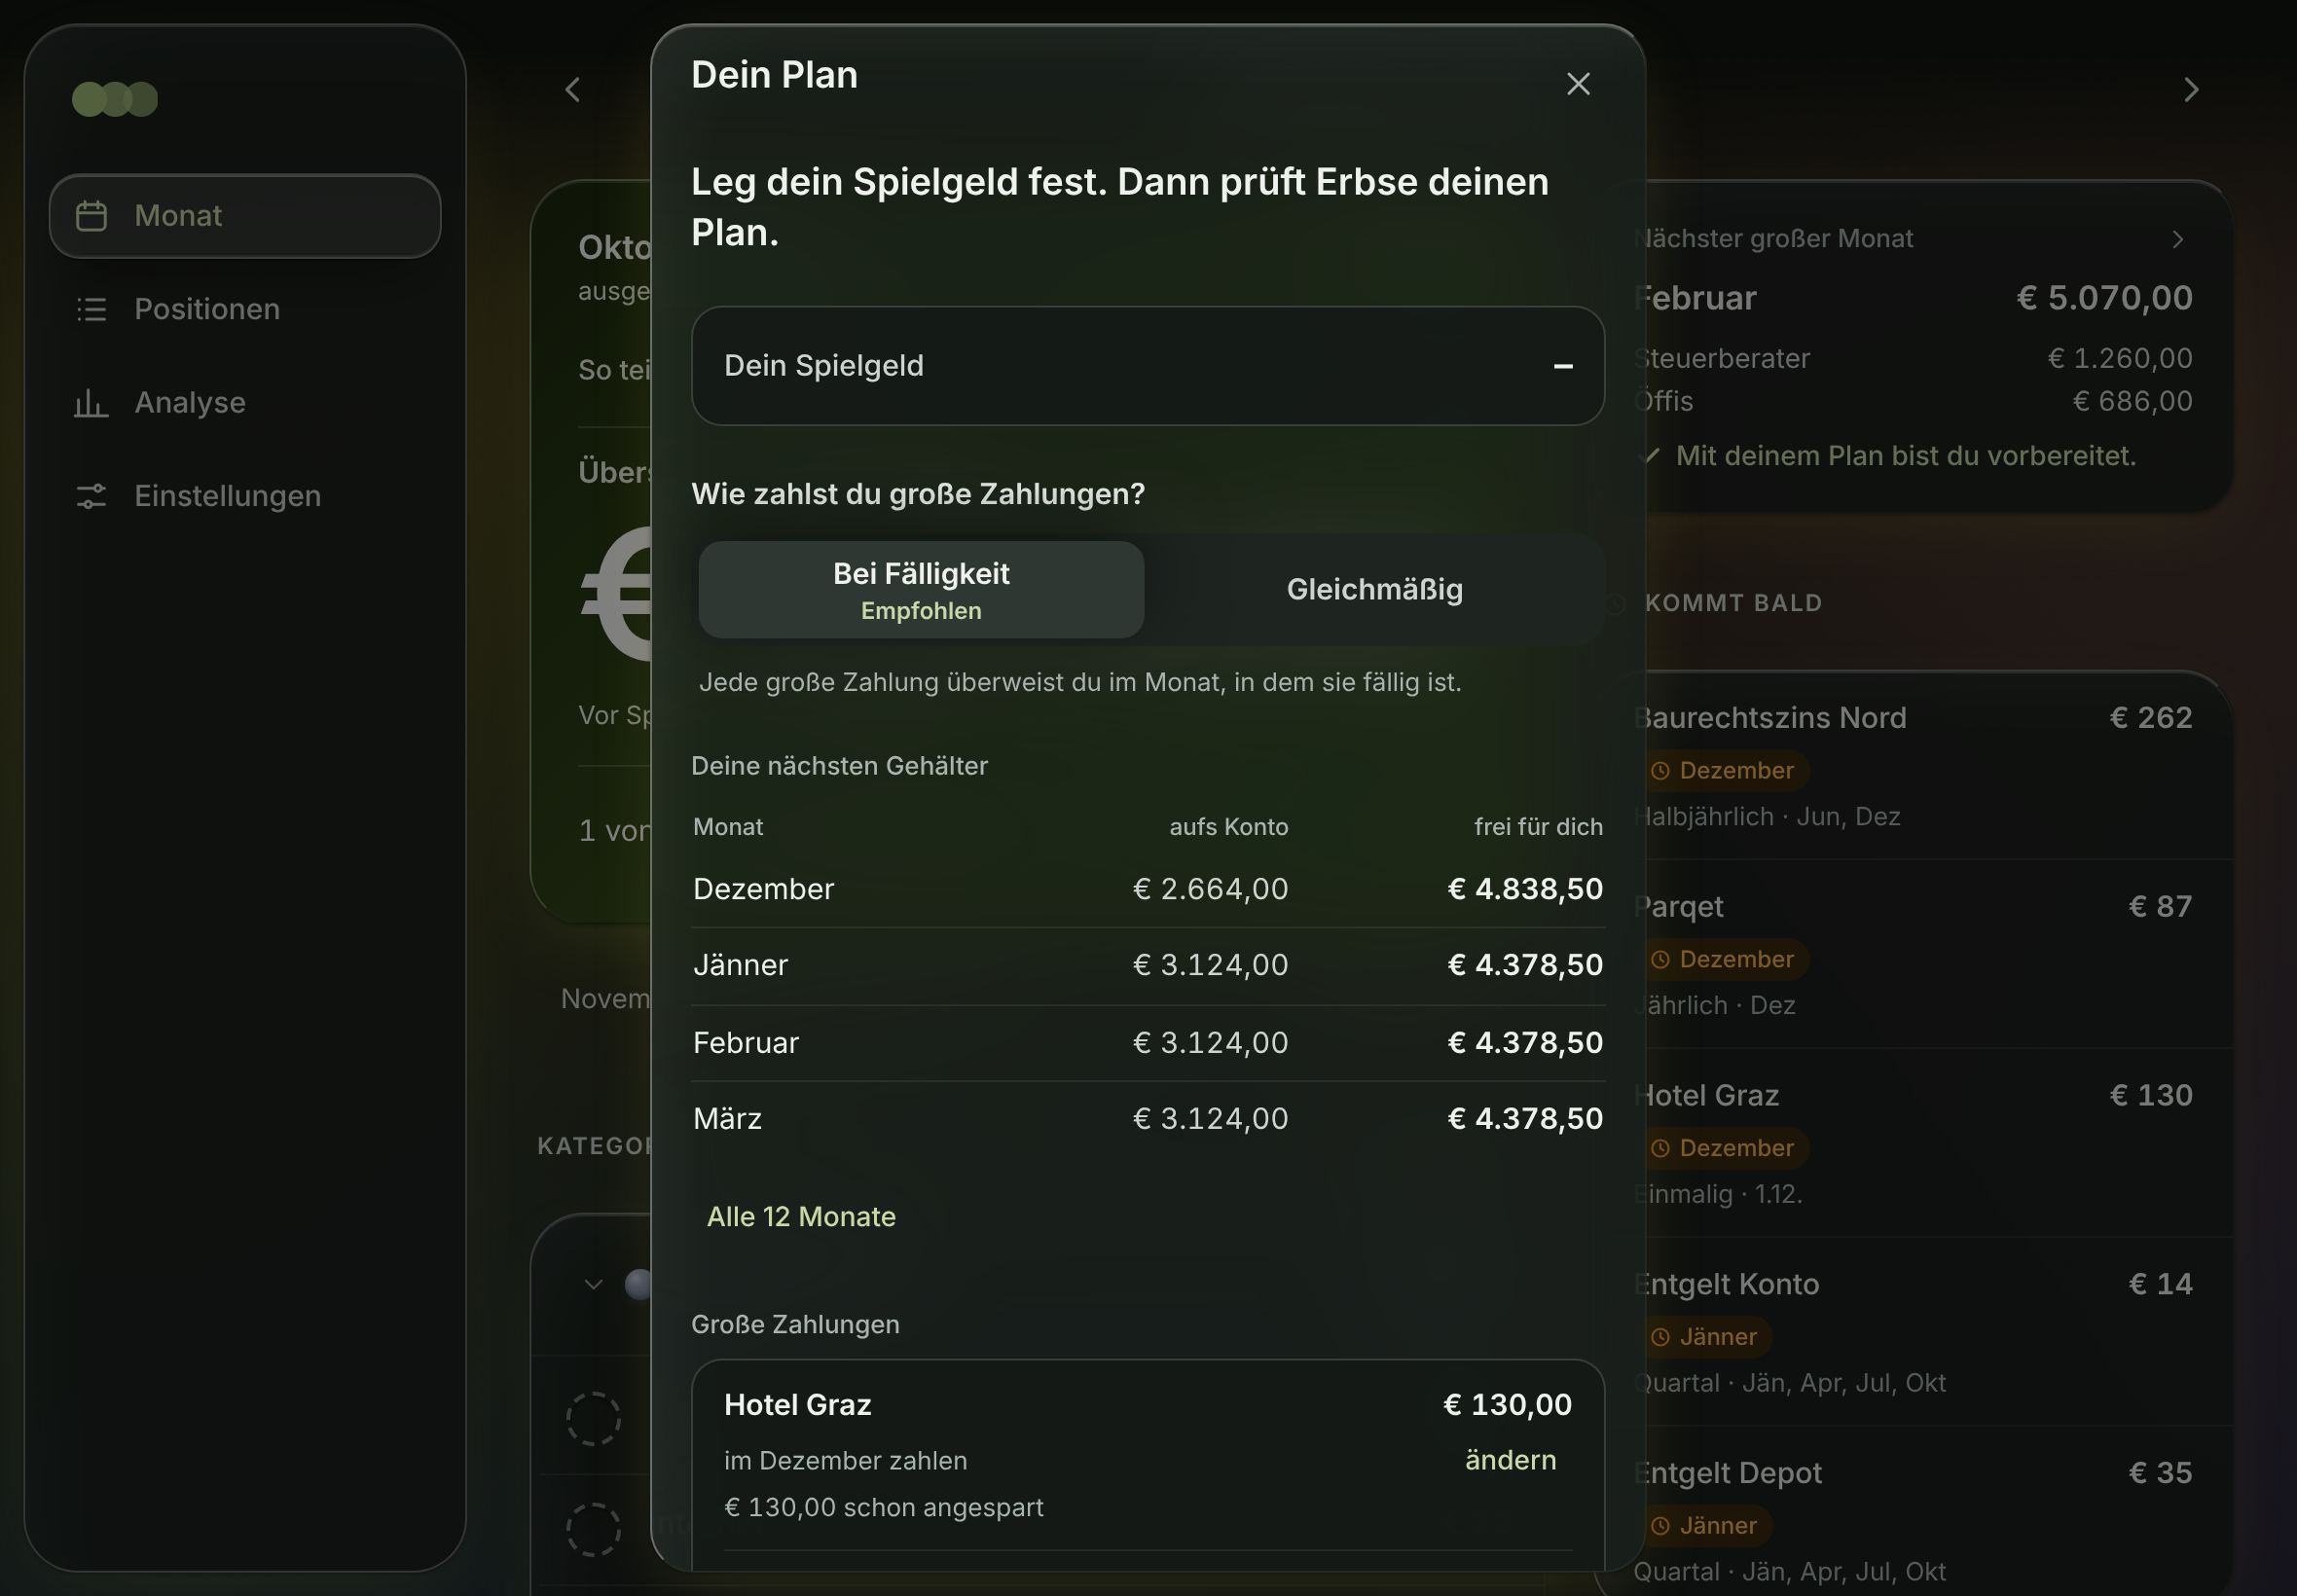 Monat
Positionen
Analyse
Einstellungen
Dein Plan
Leg dein Spielgeld fest. Dann prüft Erbse deinen
Plan.
Dein Spielgeld –
Wie zahlst du große Zahlungen?
Bei Fälligkeit
Empfohlen
Gleichmäßig
Jede große Zahlung überweist du im Monat, in dem sie fällig ist.
Deine nächsten Gehälter
Monat aufs Konto frei für dich
Dezember € 2.664,00 € 4.838,50
Jänner € 3.124,00 € 4.378,50
Februar € 3.124,00 € 4.378,50
März € 3.124,00 € 4.378,50
Alle 12 Monate
Große Zahlungen
Hotel Graz € 130,00
im Dezember zahlen ändern
€ 130,00 schon angespart
Okto
ausge
So tei
Übers
€
Vor Sp
1 von
Novem
KATEGOR
Nächster großer Monat
Februar € 5.070,00
Steuerberater € 1.260,00
Öffis € 686,00
Mit deinem Plan bist du vorbereitet.
KOMMT BALD
Baurechtszins Nord € 262
Dezember
Halbjährlich · Jun, Dez
Parqet € 87
Dezember
Jährlich · Dez
Hotel Graz € 130
Dezember
Einmalig · 1.12.
Entgelt Konto € 14
Jänner
Quartal · Jän, Apr, Jul, Okt
Entgelt Depot € 35
Jänner
Quartal · Jän, Apr, Jul, Okt